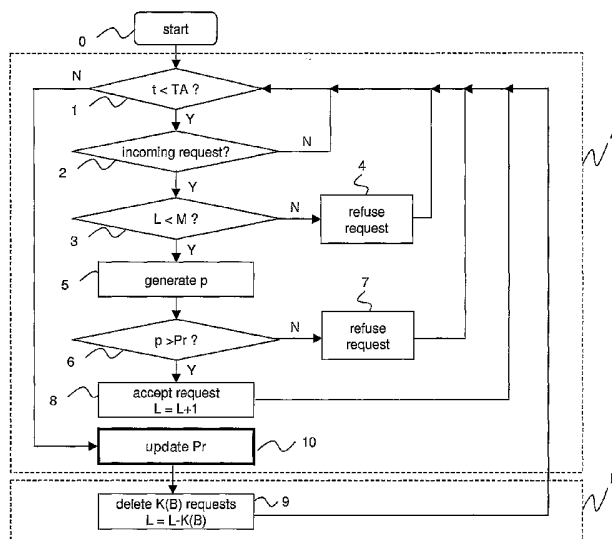 0
start
N
t < TA ?
1
Y
incoming request?
N
2
Y
4
L < M ?
N
refuse
request
3
Y
5
generate p
7
p >Pr ?
N
refuse
request
6
Y
8
accept request
L = L+1
update Pr
10
delete K(B) requests
L = L-K(B)
9